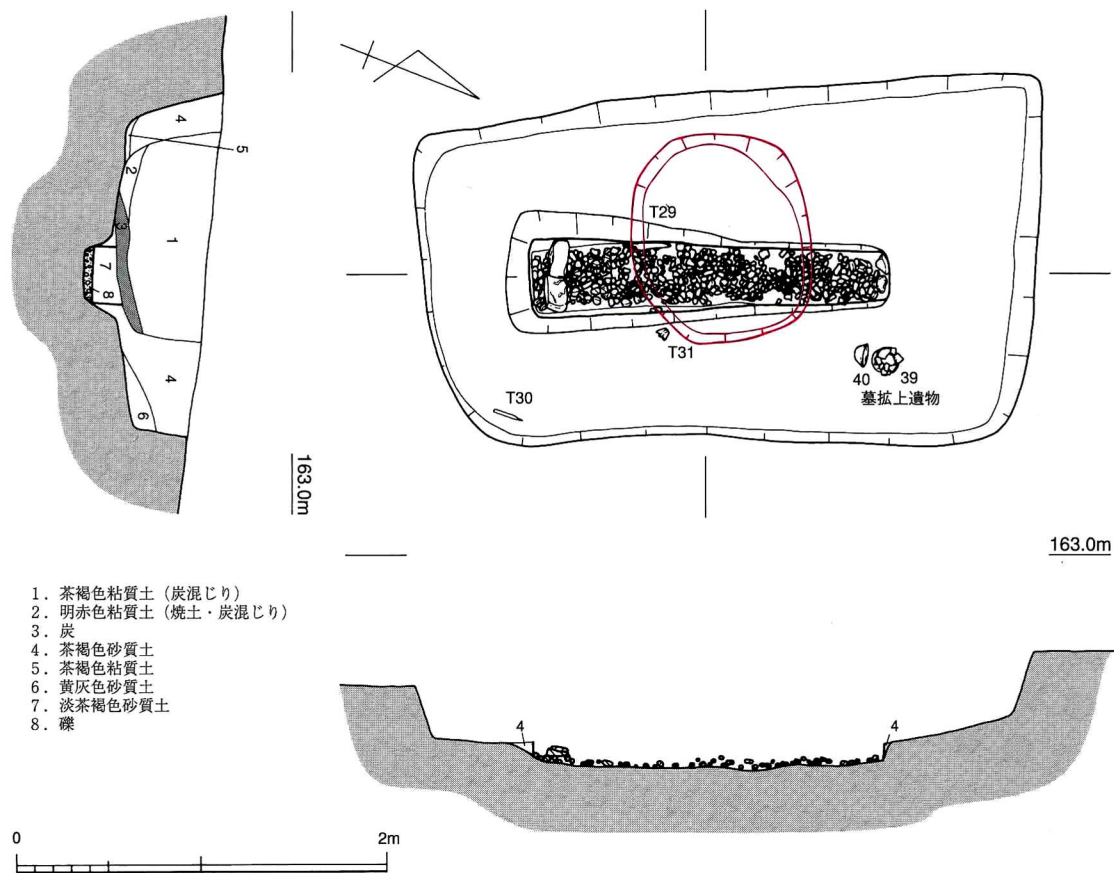 4
5
2
3
1
7
8
4
6
163.0m
T29
T31
40
39
墓拡上遺物
T30
163.0m
1. 茶褐色粘質土（炭混じり）
2. 明赤色粘質土（焼土・炭混じり）
3. 炭
4. 茶褐色砂質土
5. 茶褐色粘質土
6. 黄灰色砂質土
7. 淡茶褐色砂質土
8. 礫
4
4
0
2m